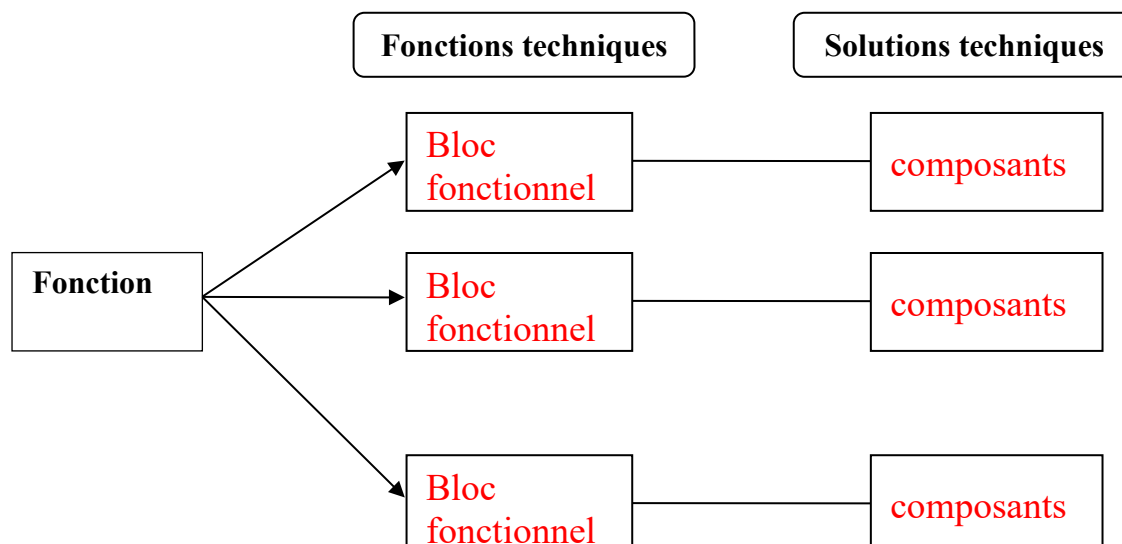 Fonctions techniques
Solutions techniques
Bloc
fonctionnel
composants
Fonction
Bloc
fonctionnel
composants
Bloc
fonctionnel
composants